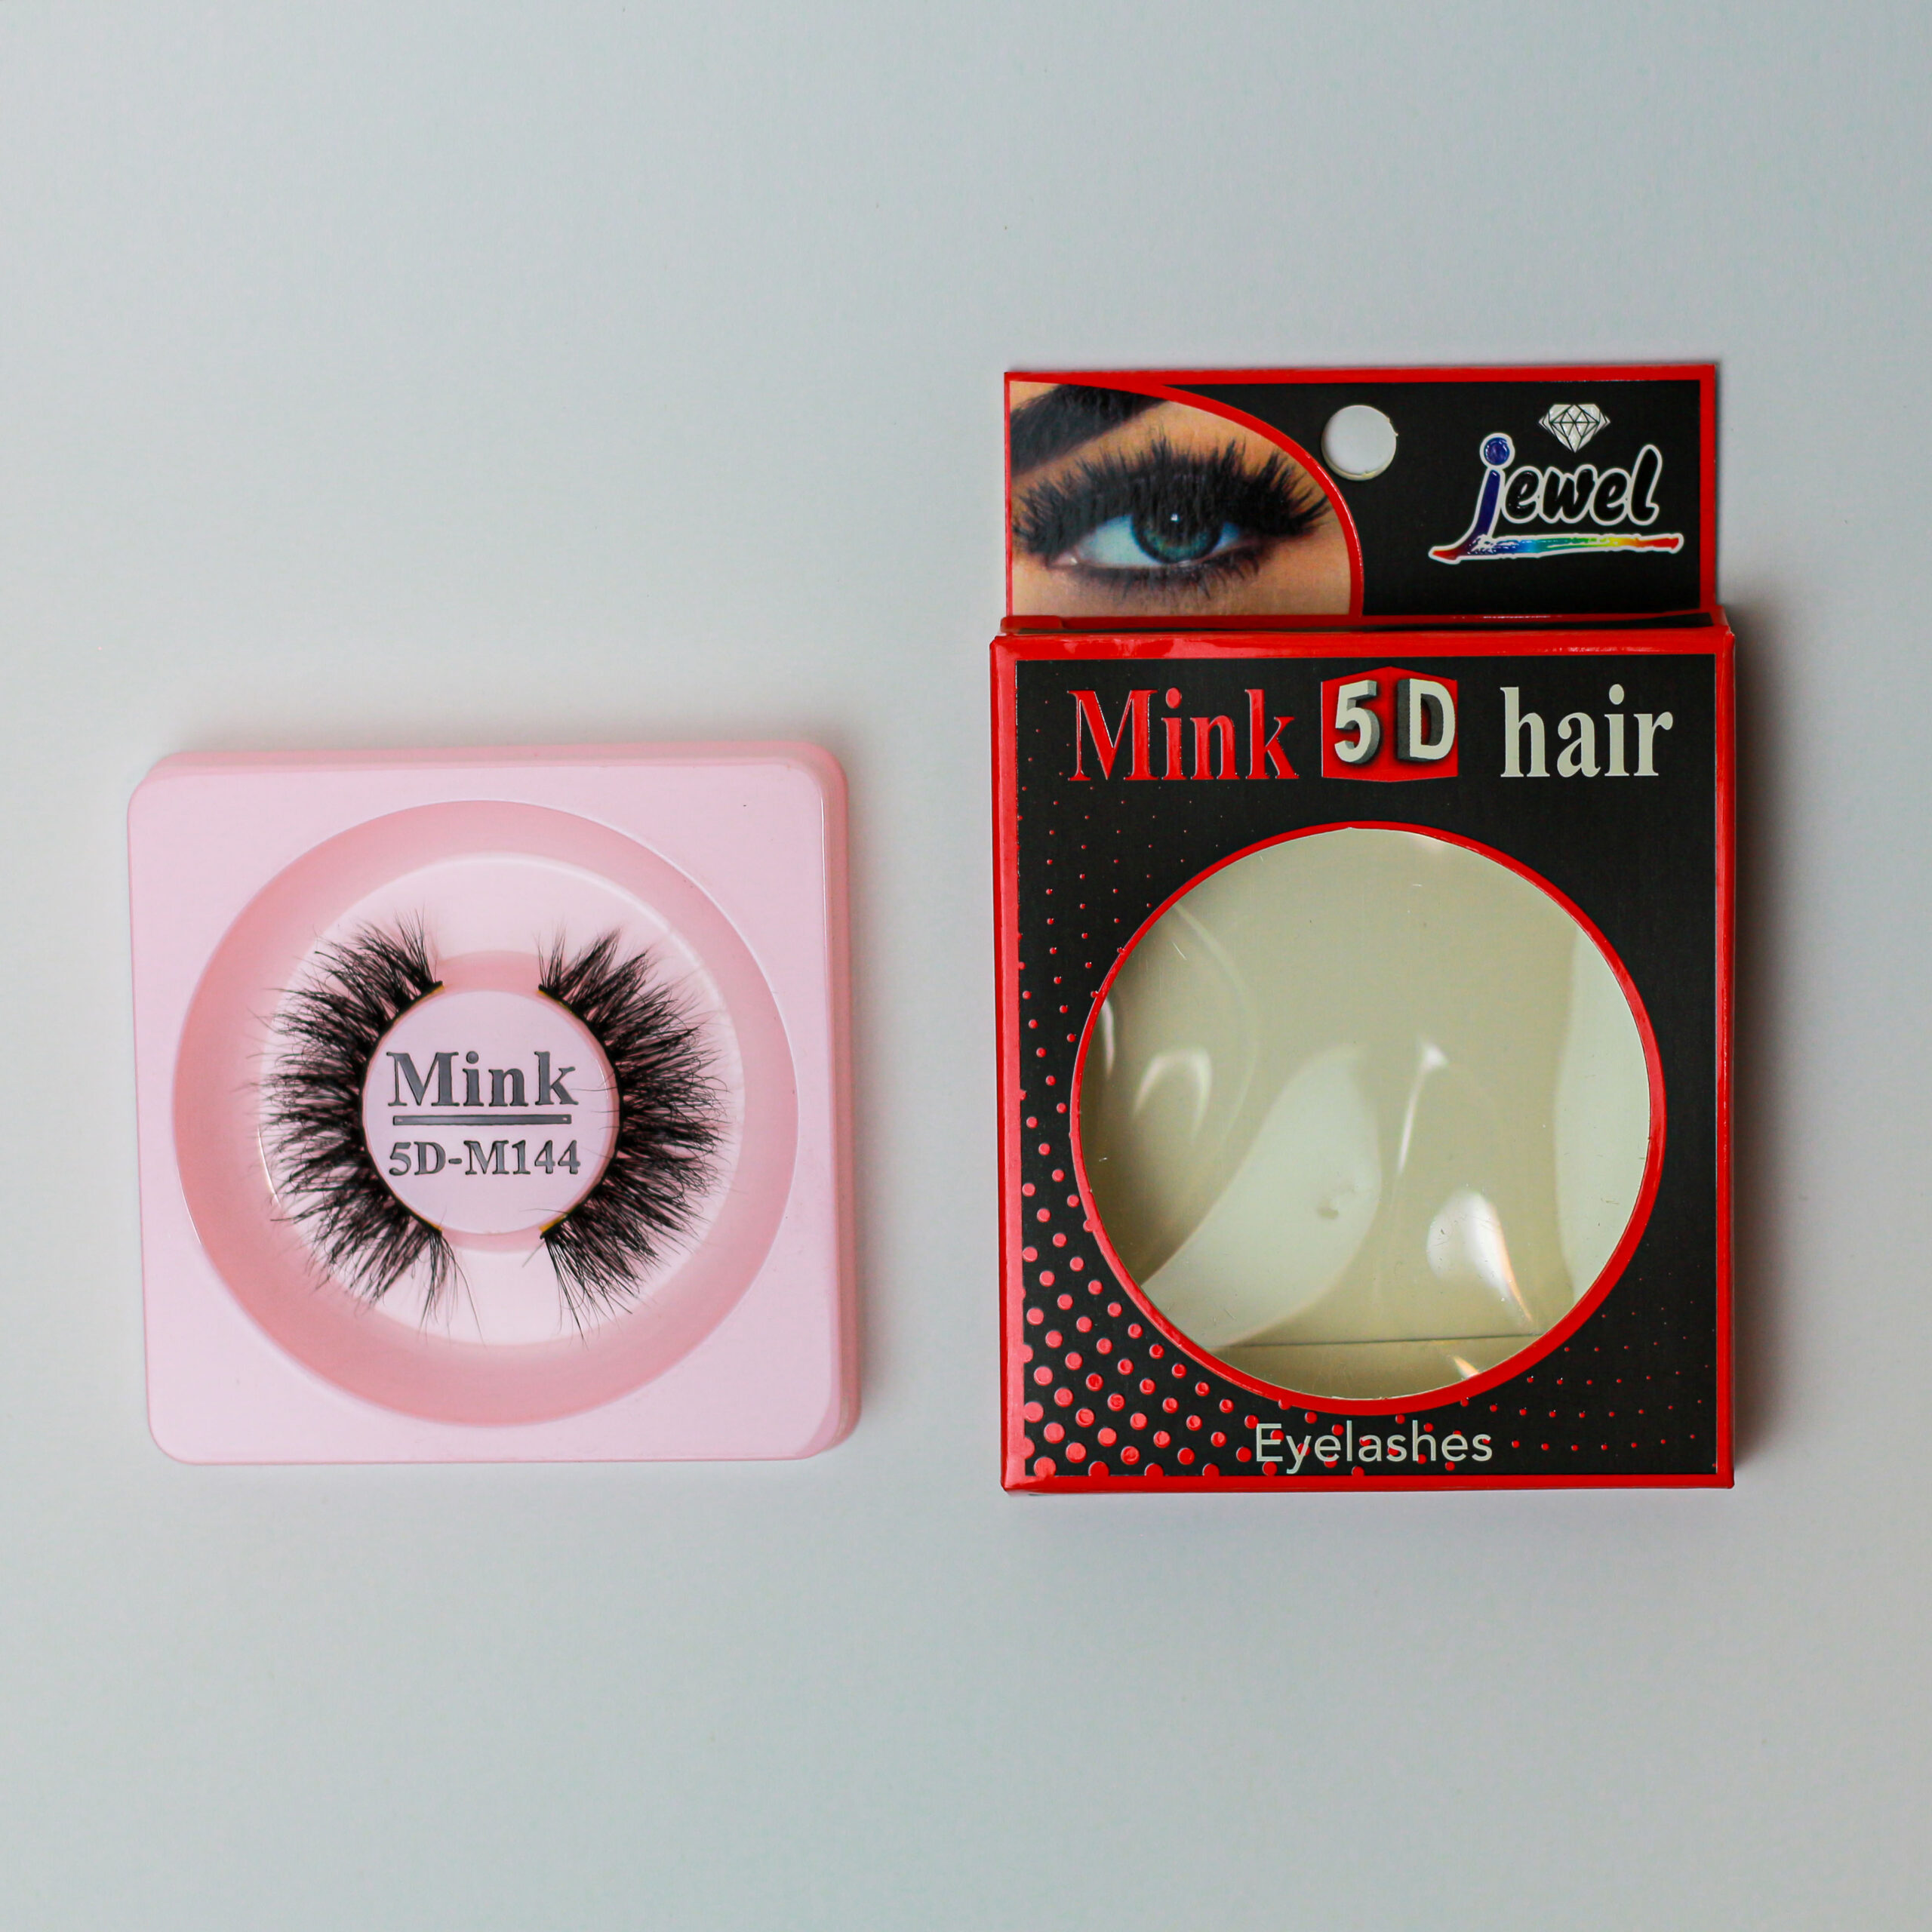 Mink
5D-M144
jewel
Mink 5D hair
Eyelashes